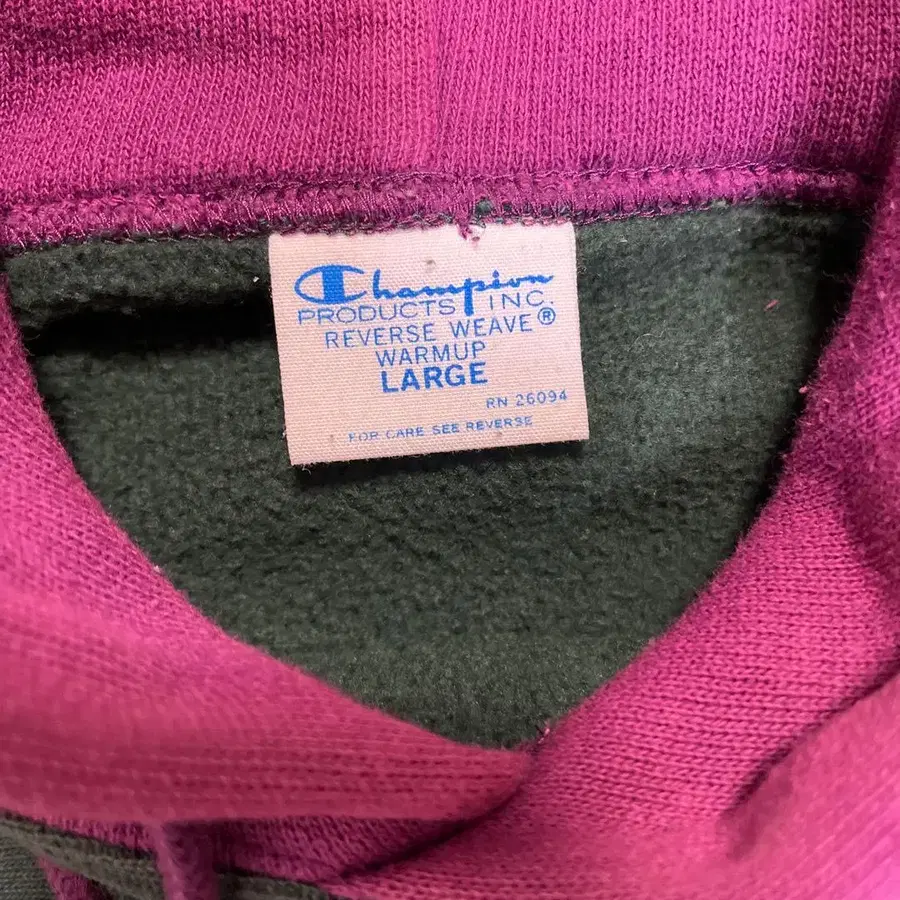 Champion
PRODUCTS INC.
REVERSE WEAVE®
WARMUP
LARGE
RN 26094
FOR CARE SEE REVERSE